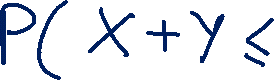 P( X + Y ≤